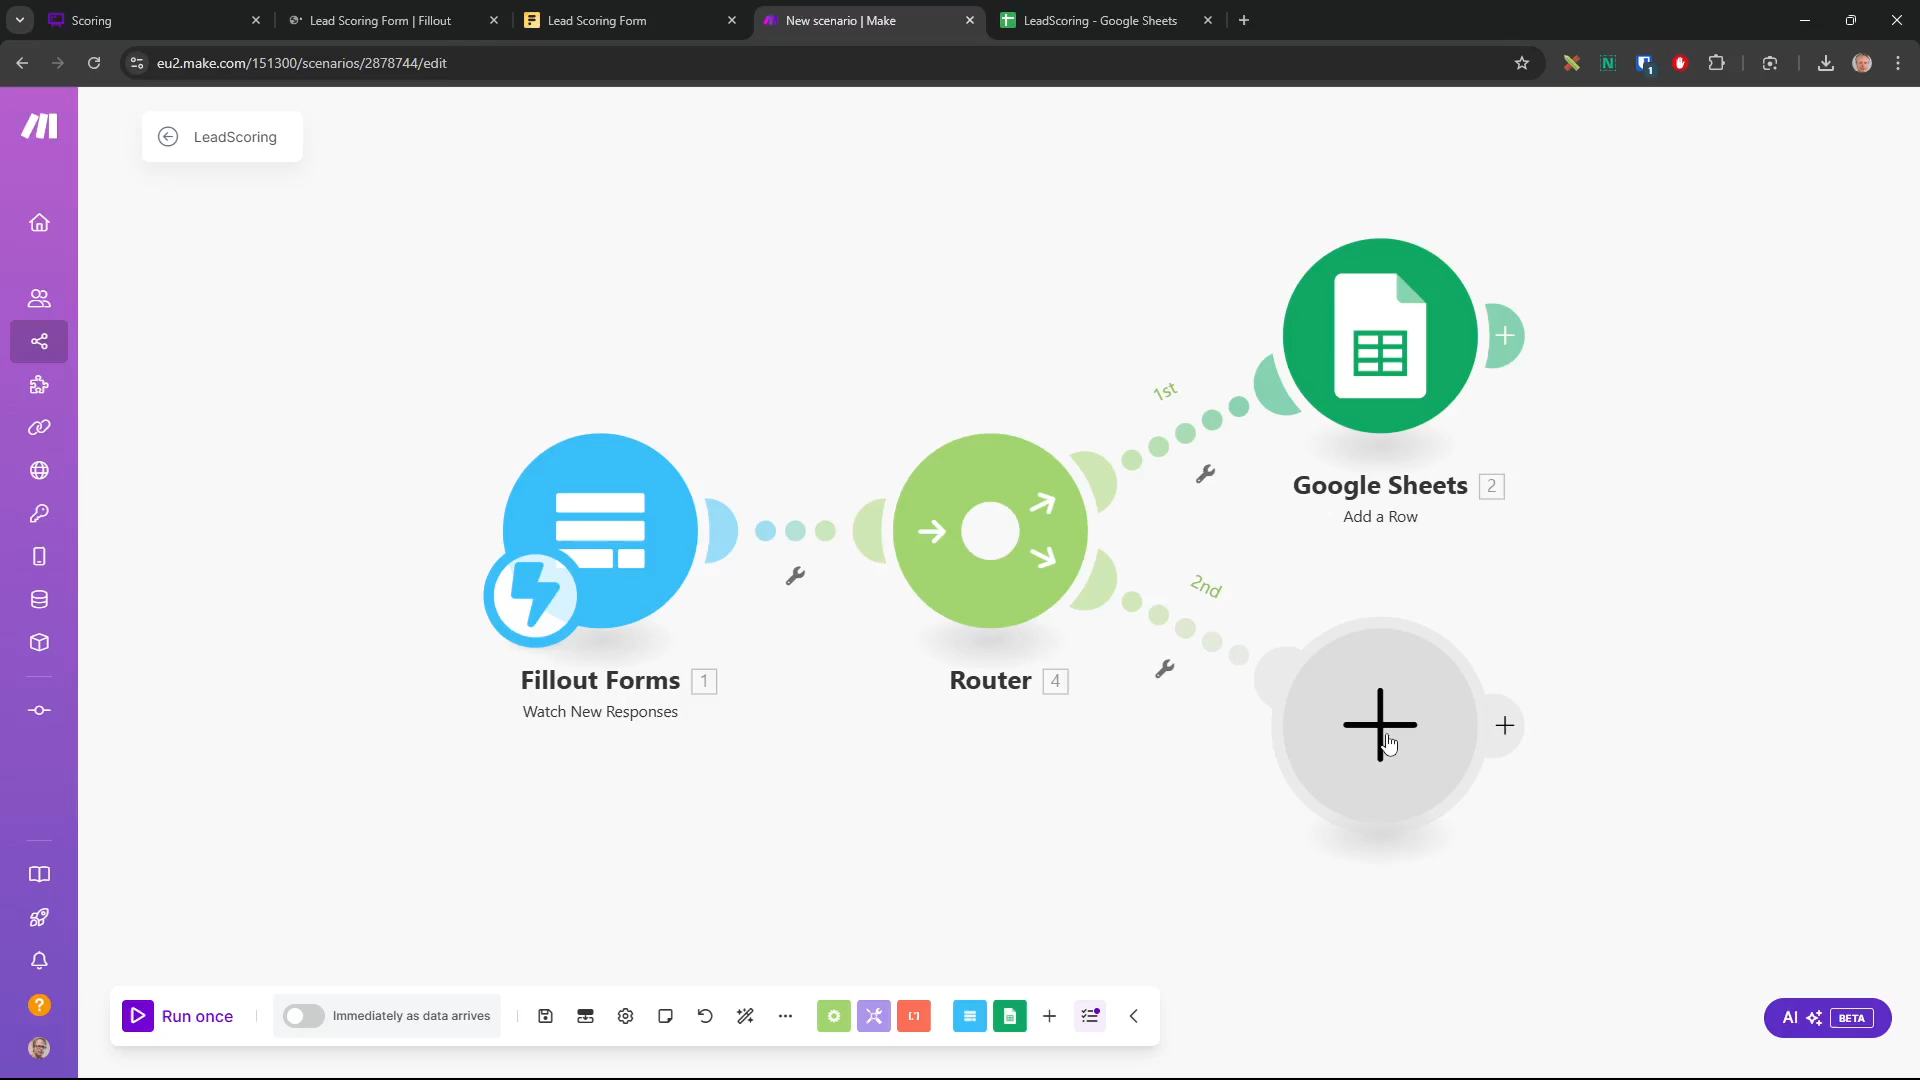 Scoring
Lead Scoring Form | Fillout
Lead Scoring Form
New scenario | Make
LeadScoring - Google Sheets
eu2.make.com/151300/scenarios/2878744/edit
N
1
LeadScoring
1st
Google Sheets 2
Add a Row
2nd
Fillout Forms 1
Watch New Responses
Router 4
Run once
Immediately as data arrives
AI BETA